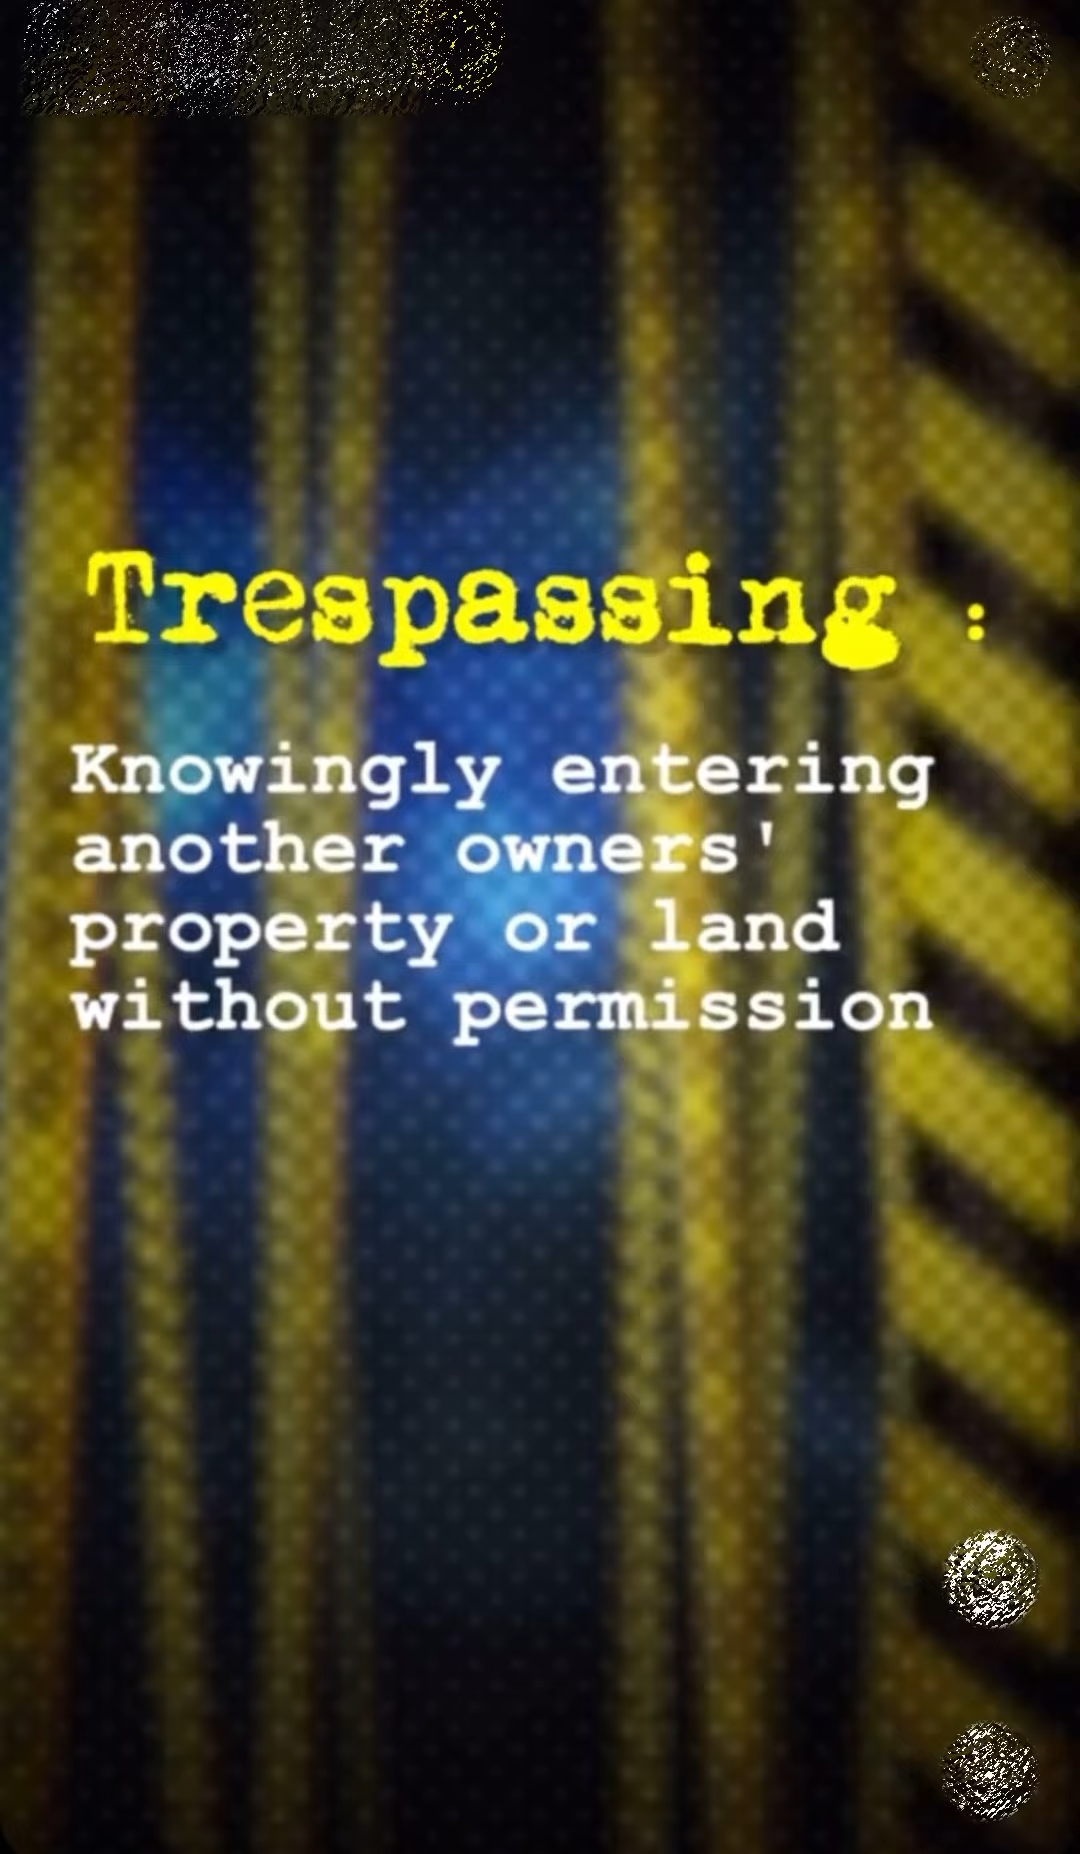 Trespassing :
Knowingly entering
another owners'
property or land
without permission